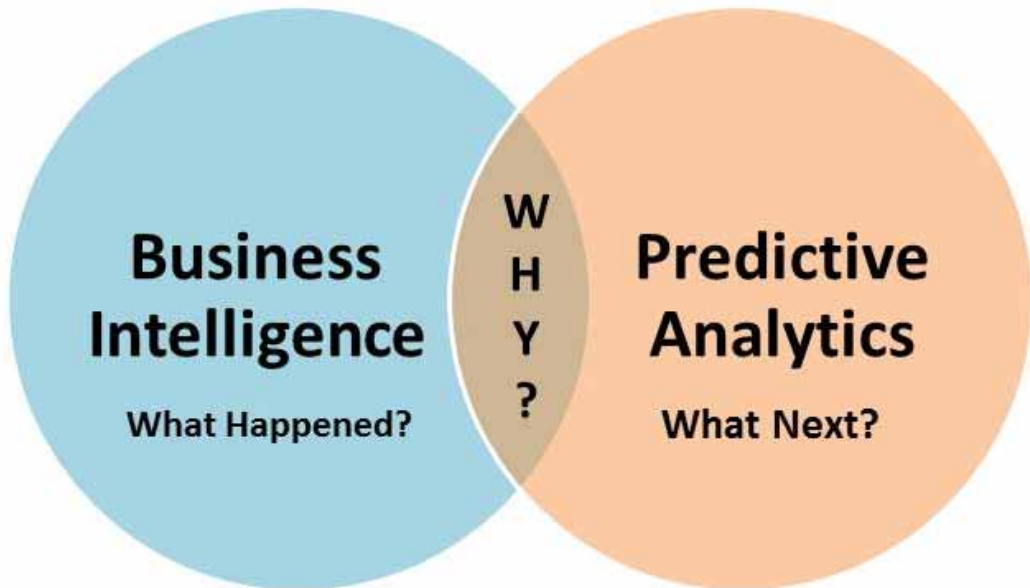 Business
Intelligence
What Happened?
W
H
Y
?
Predictive
Analytics
What Next?